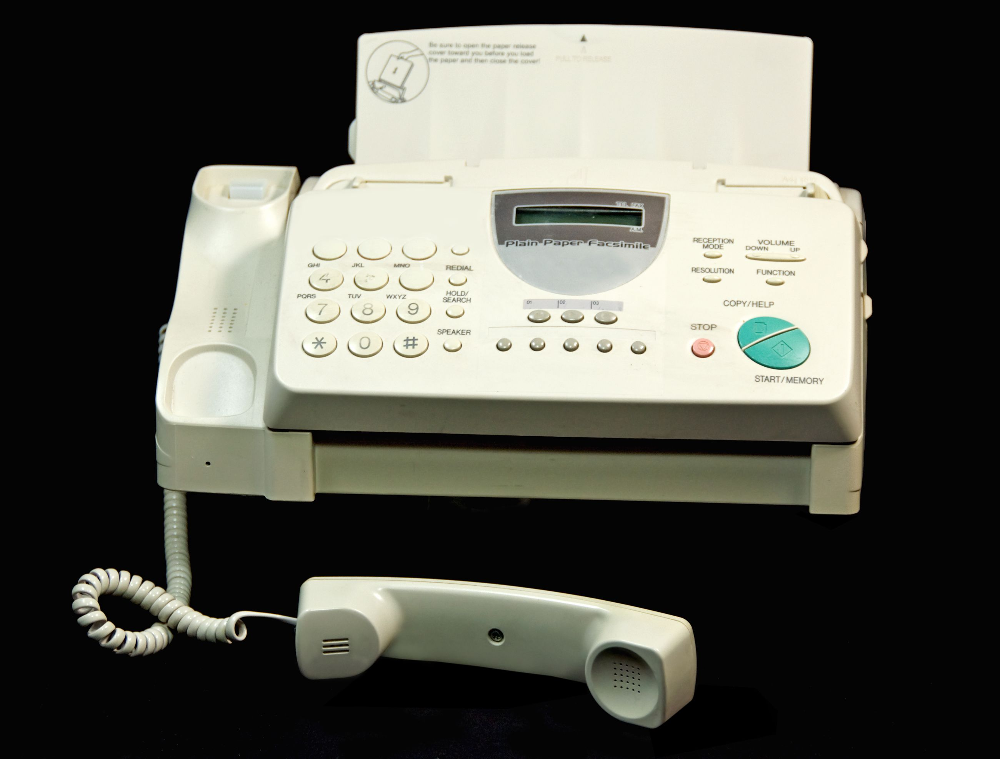 Be sure to open the paper release
cover toward you before you load
the paper and then close the cover!
PULL TO RELEASE
TEL FAX
A.M.
Plain Paper Facsimile
RECEPTION
MODE
VOLUME
DOWN UP
RESOLUTION
FUNCTION
GHI JKL MNO
4
REDIAL
PQRS TUV WXYZ
HOLD/
SEARCH
7 8 9
SPEAKER
* 0 #
01 02 03
COPY/HELP
STOP
START/MEMORY